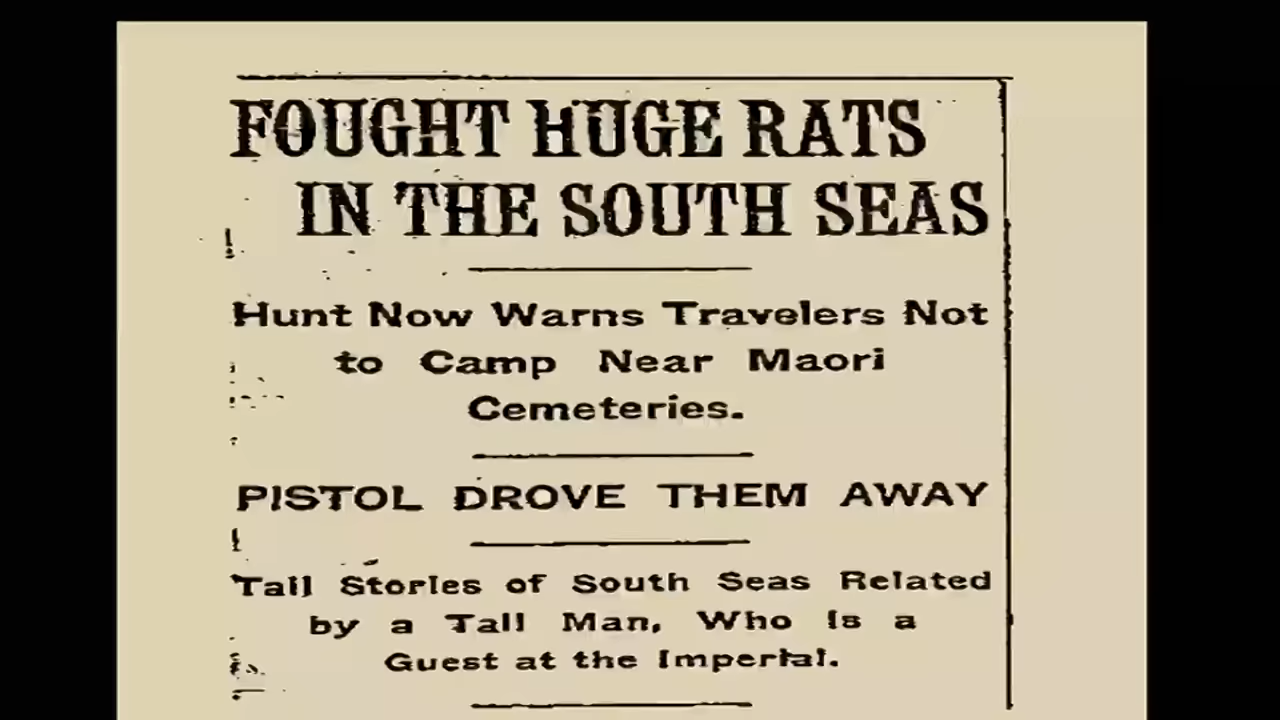 FOUGHT HUGE RATS
IN THE SOUTH SEAS
Hunt Now Warns Travelers Not
to Camp Near Maori
Cemeteries.
PISTOL DROVE THEM AWAY
Tall Stories of South Seas Related
by a Tall Man, Who Is a
Guest at the Imperial.